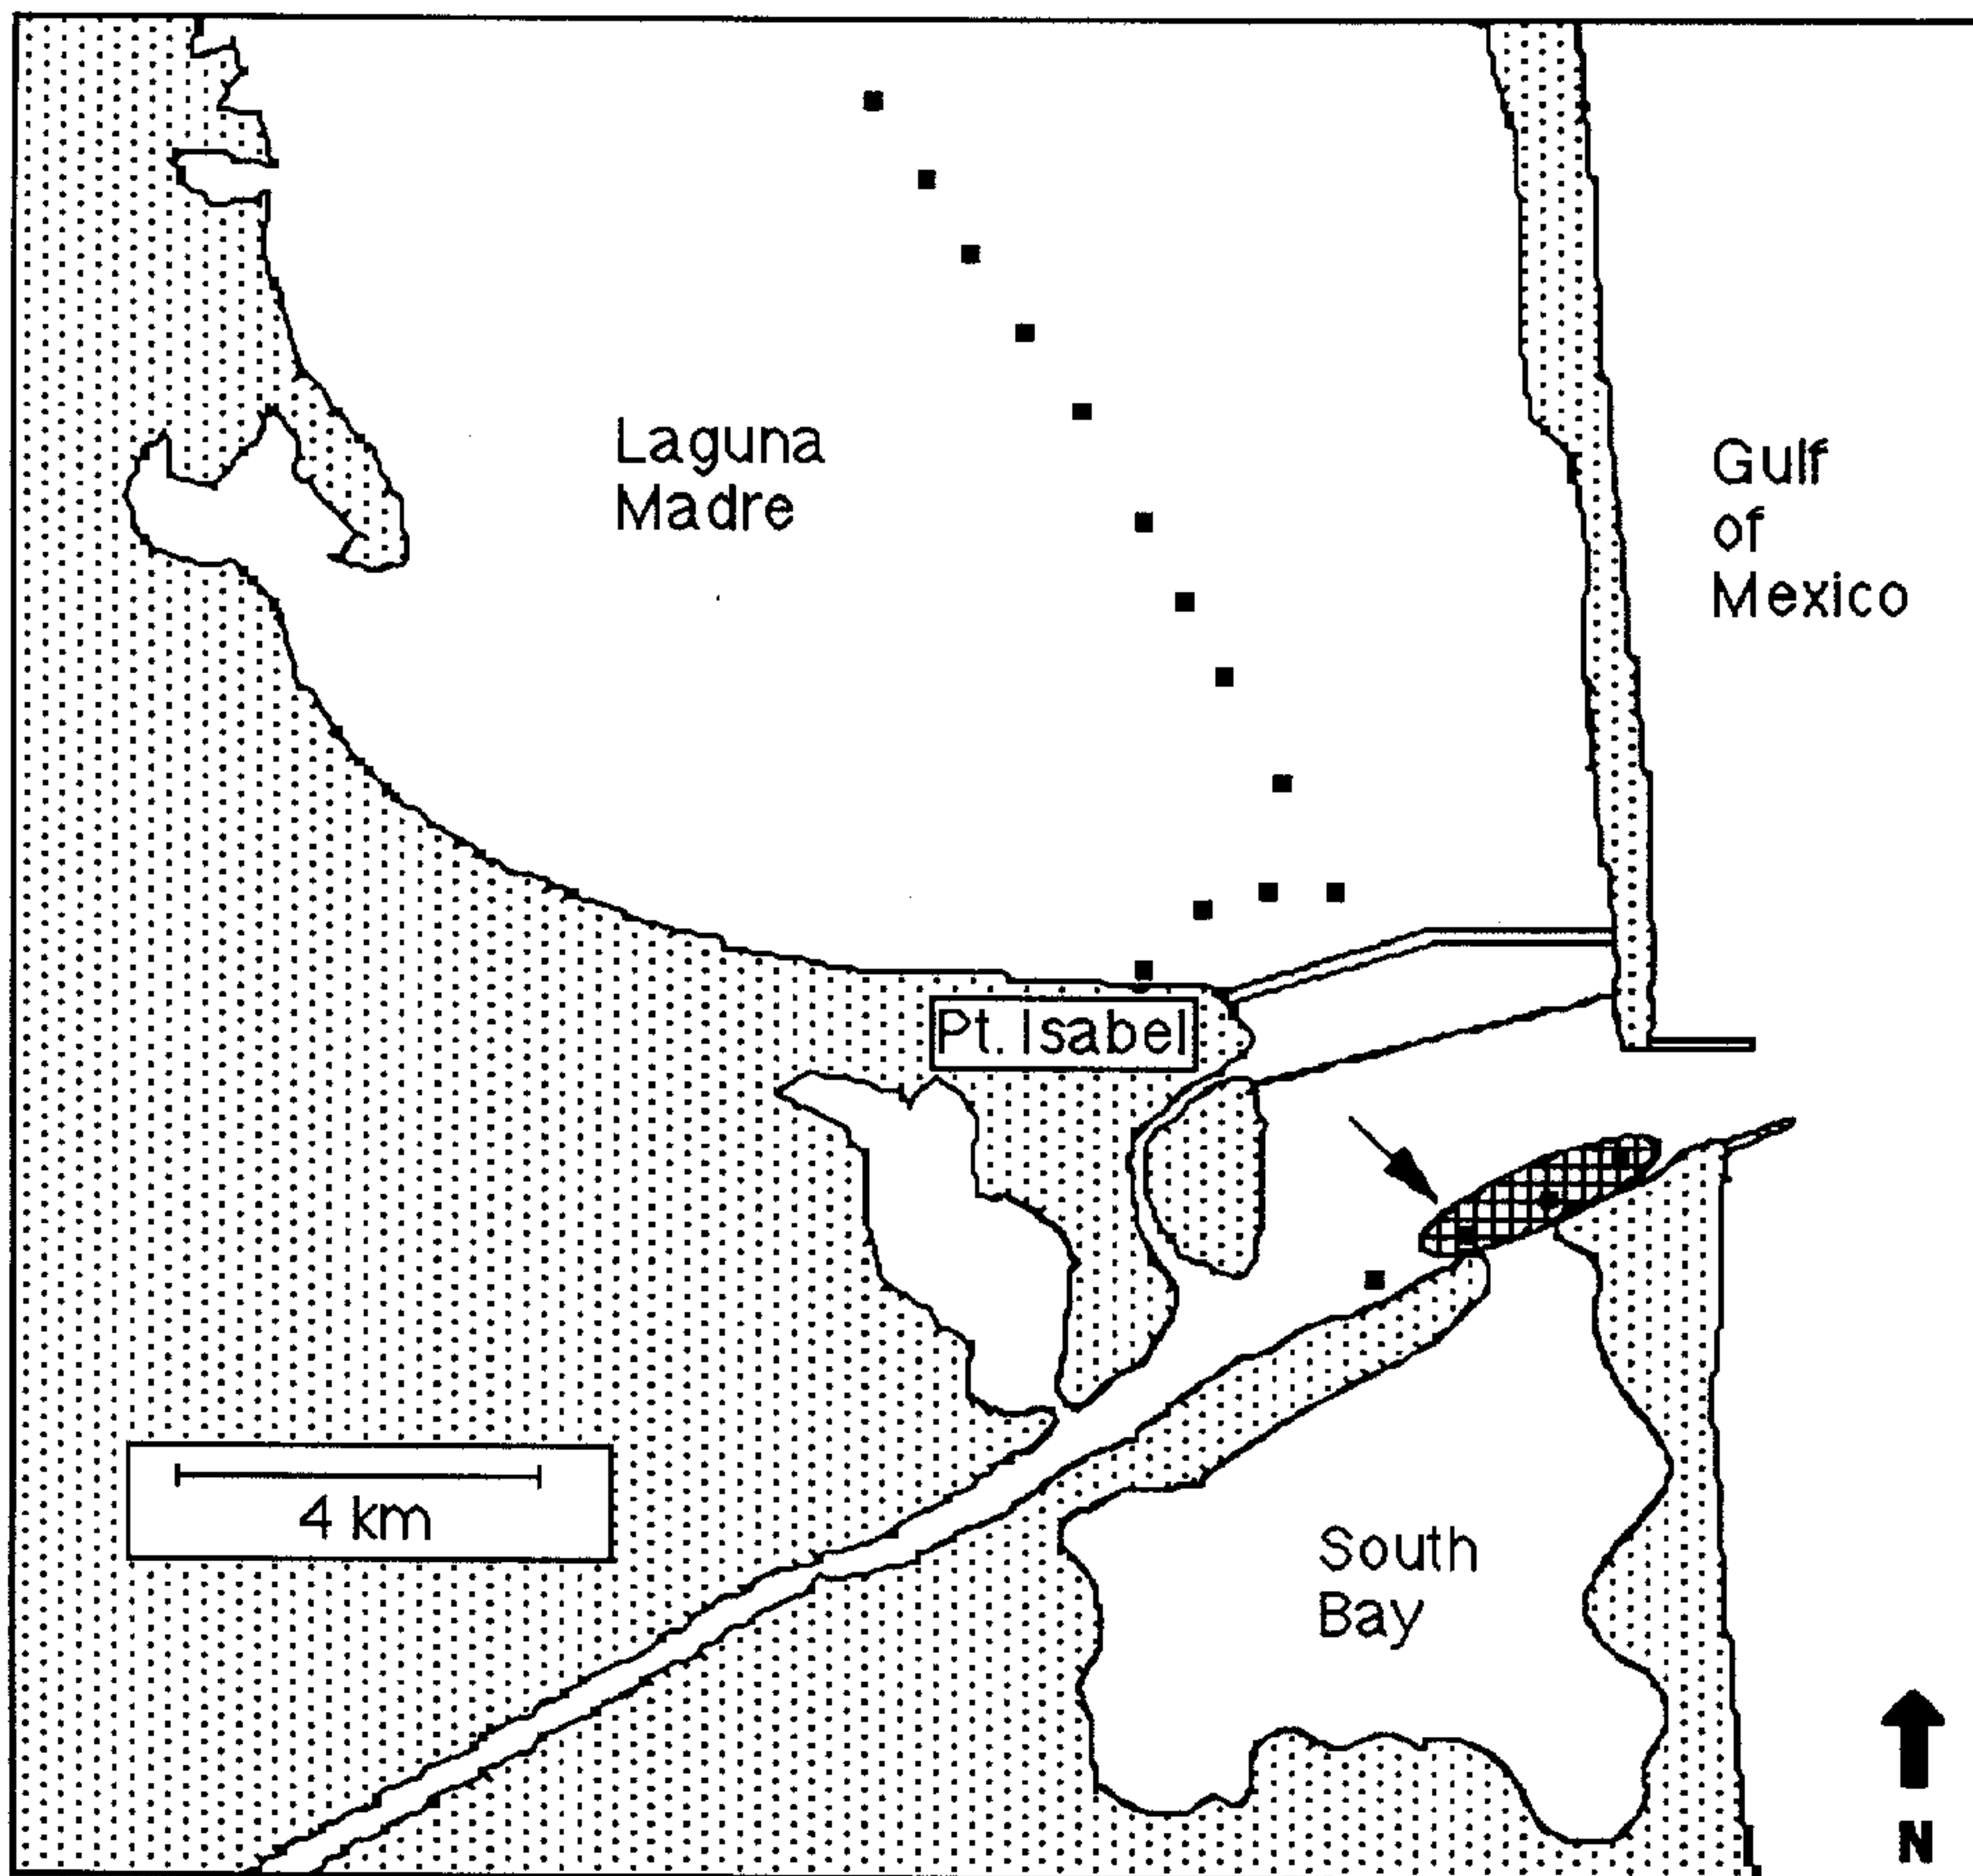 Laguna
Madre
Gulf
of
Mexico
Pt. Isabel
4 km
South
Bay
N